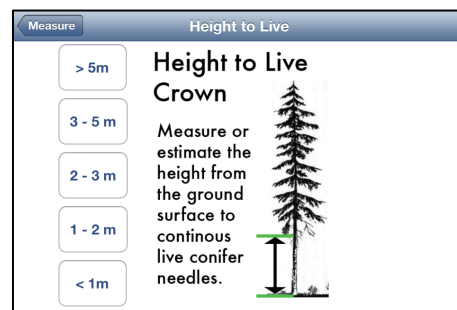 Measure
Height to Live
> 5m
3 - 5 m
2 - 3 m
1 - 2 m
< 1m
Height to Live
Crown
Measure or
estimate the
height from
the ground
surface to
continous
live conifer
needles.